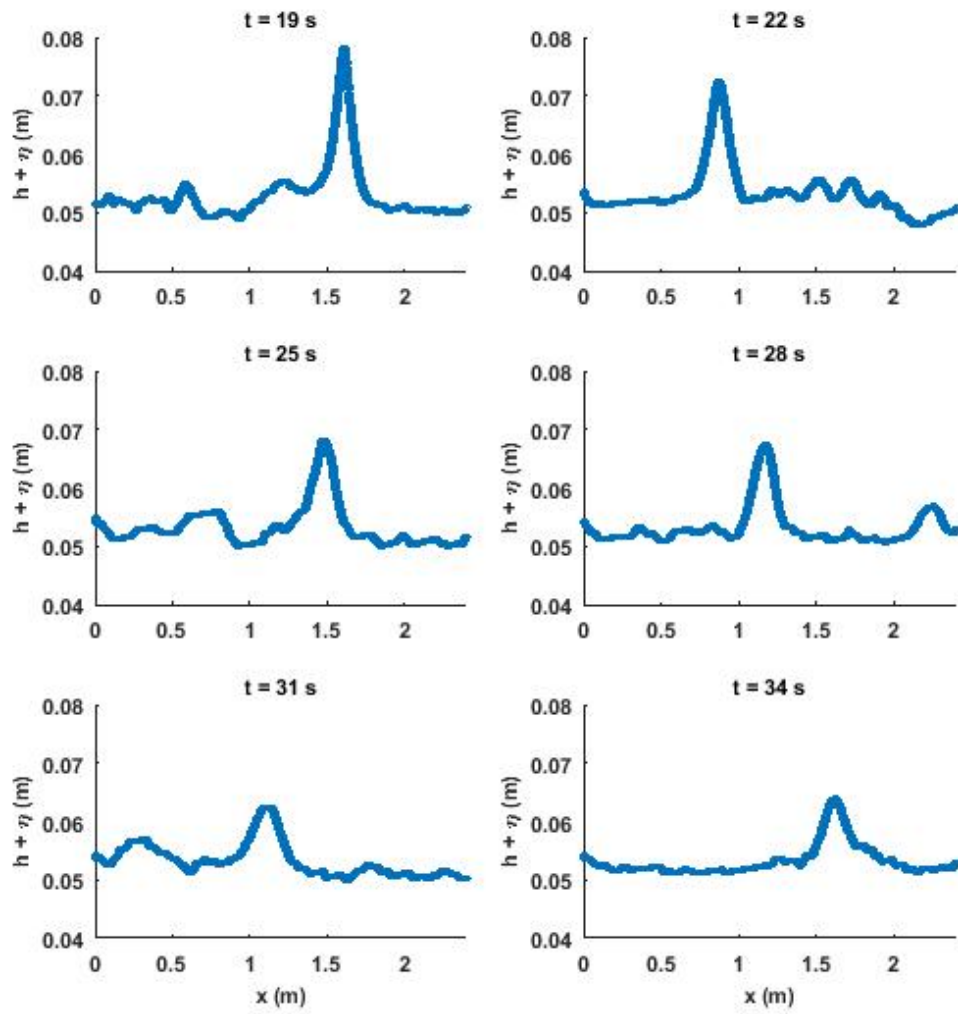 t = 19 s
h + η (m)
0.08
0.07
0.06
0.05
0.04
0 0.5 1 1.5 2
t = 22 s
h + η (m)
0.08
0.07
0.06
0.05
0.04
0 0.5 1 1.5 2
t = 25 s
h + η (m)
0.08
0.07
0.06
0.05
0.04
0 0.5 1 1.5 2
t = 28 s
h + η (m)
0.08
0.07
0.06
0.05
0.04
0 0.5 1 1.5 2
t = 31 s
h + η (m)
0.08
0.07
0.06
0.05
0.04
0 0.5 1 1.5 2
x (m)
t = 34 s
h + η (m)
0.08
0.07
0.06
0.05
0.04
0 0.5 1 1.5 2
x (m)